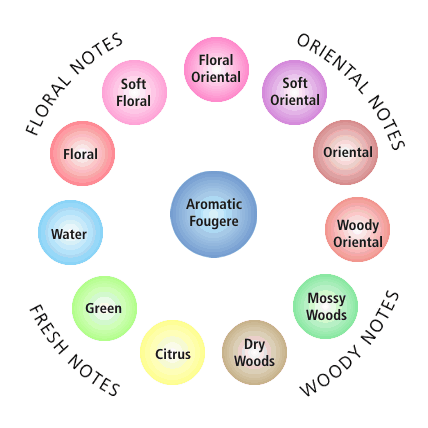 FLORAL NOTES
ORIENTAL NOTES
Floral
Oriental
Soft
Floral
Soft
Oriental
Floral
Oriental
Aromatic
Fougere
Water
Woody
Oriental
Green
Mossy
Woods
Citrus
Dry
Woods
FRESH NOTES
WOODY NOTES